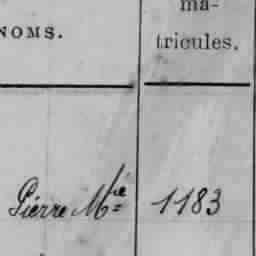 NOMS.
ma-
tricules.
Pierre Mie 1183